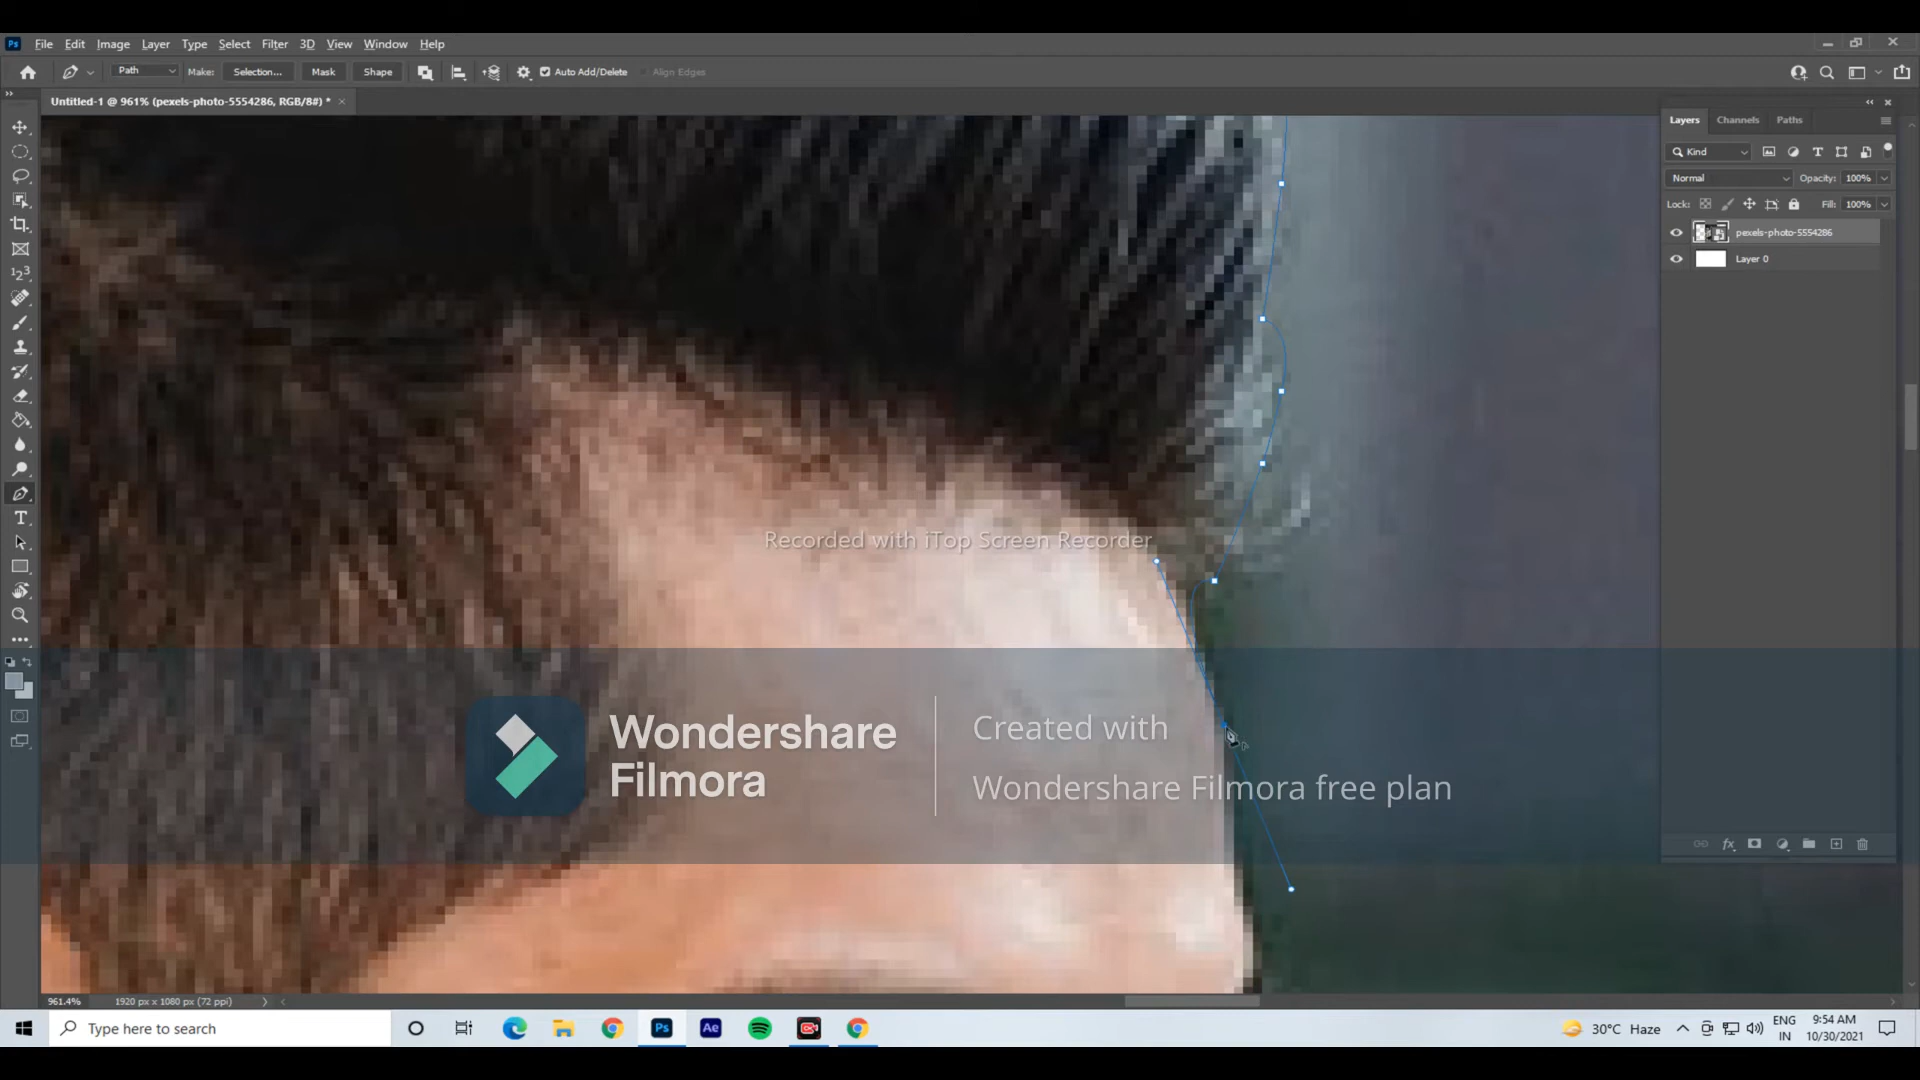 Ps File Edit Image Layer Type Select Filter 3D View Window Help
Path Make: Selection... Mask Shape Auto Add/Delete Align Edges
Untitled-1 @ 961% (pexels-photo-5554286, RGB/8#) * ×
Layers Channels Paths
Kind
Normal Opacity: 100%
Lock: Fill: 100%
pexels-photo-5554286
Layer 0
Recorded with iTop Screen Recorder
Wondershare Filmora
Created with
Wondershare Filmora free plan
961.4% 1920 px x 1080 px (72 ppi)
Type here to search
Ps Ae
30°C Haze
ENG IN
9:54 AM
10/30/2021